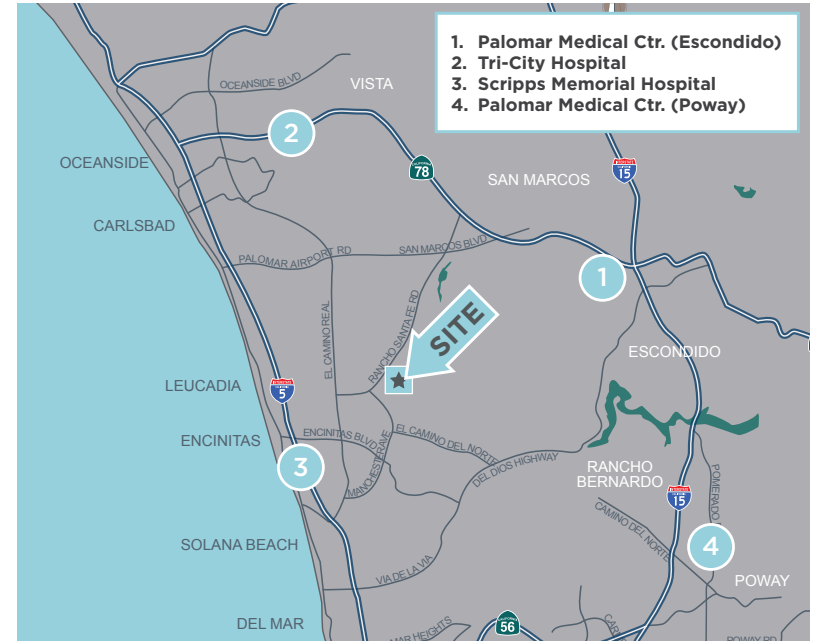 1. Palomar Medical Ctr. (Escondido)
2. Tri-City Hospital
3. Scripps Memorial Hospital
4. Palomar Medical Ctr. (Poway)
OCEANSIDE BLVD
VISTA
2
OCEANSIDE
78
15
SAN MARCOS
CARLSBAD
SAN MARCOS BLVD
PALOMAR AIRPORT RD
1
EL CAMINO REAL
RANCHO SANTA FE RD
SITE
ESCONDIDO
LEUCADIA
5
ENCINITAS
ENCINITAS BLVD
EL CAMINO DEL NORTE
MANCHESTER AVE
3
DEL DIOS HIGHWAY
RANCHO
BERNARDO
POMERADO
15
CAMINO DEL NORTE
SOLANA BEACH
4
VIA DE LA VIA
POWAY
DEL MAR
MAR HEIGHTS
56
POWAY RD